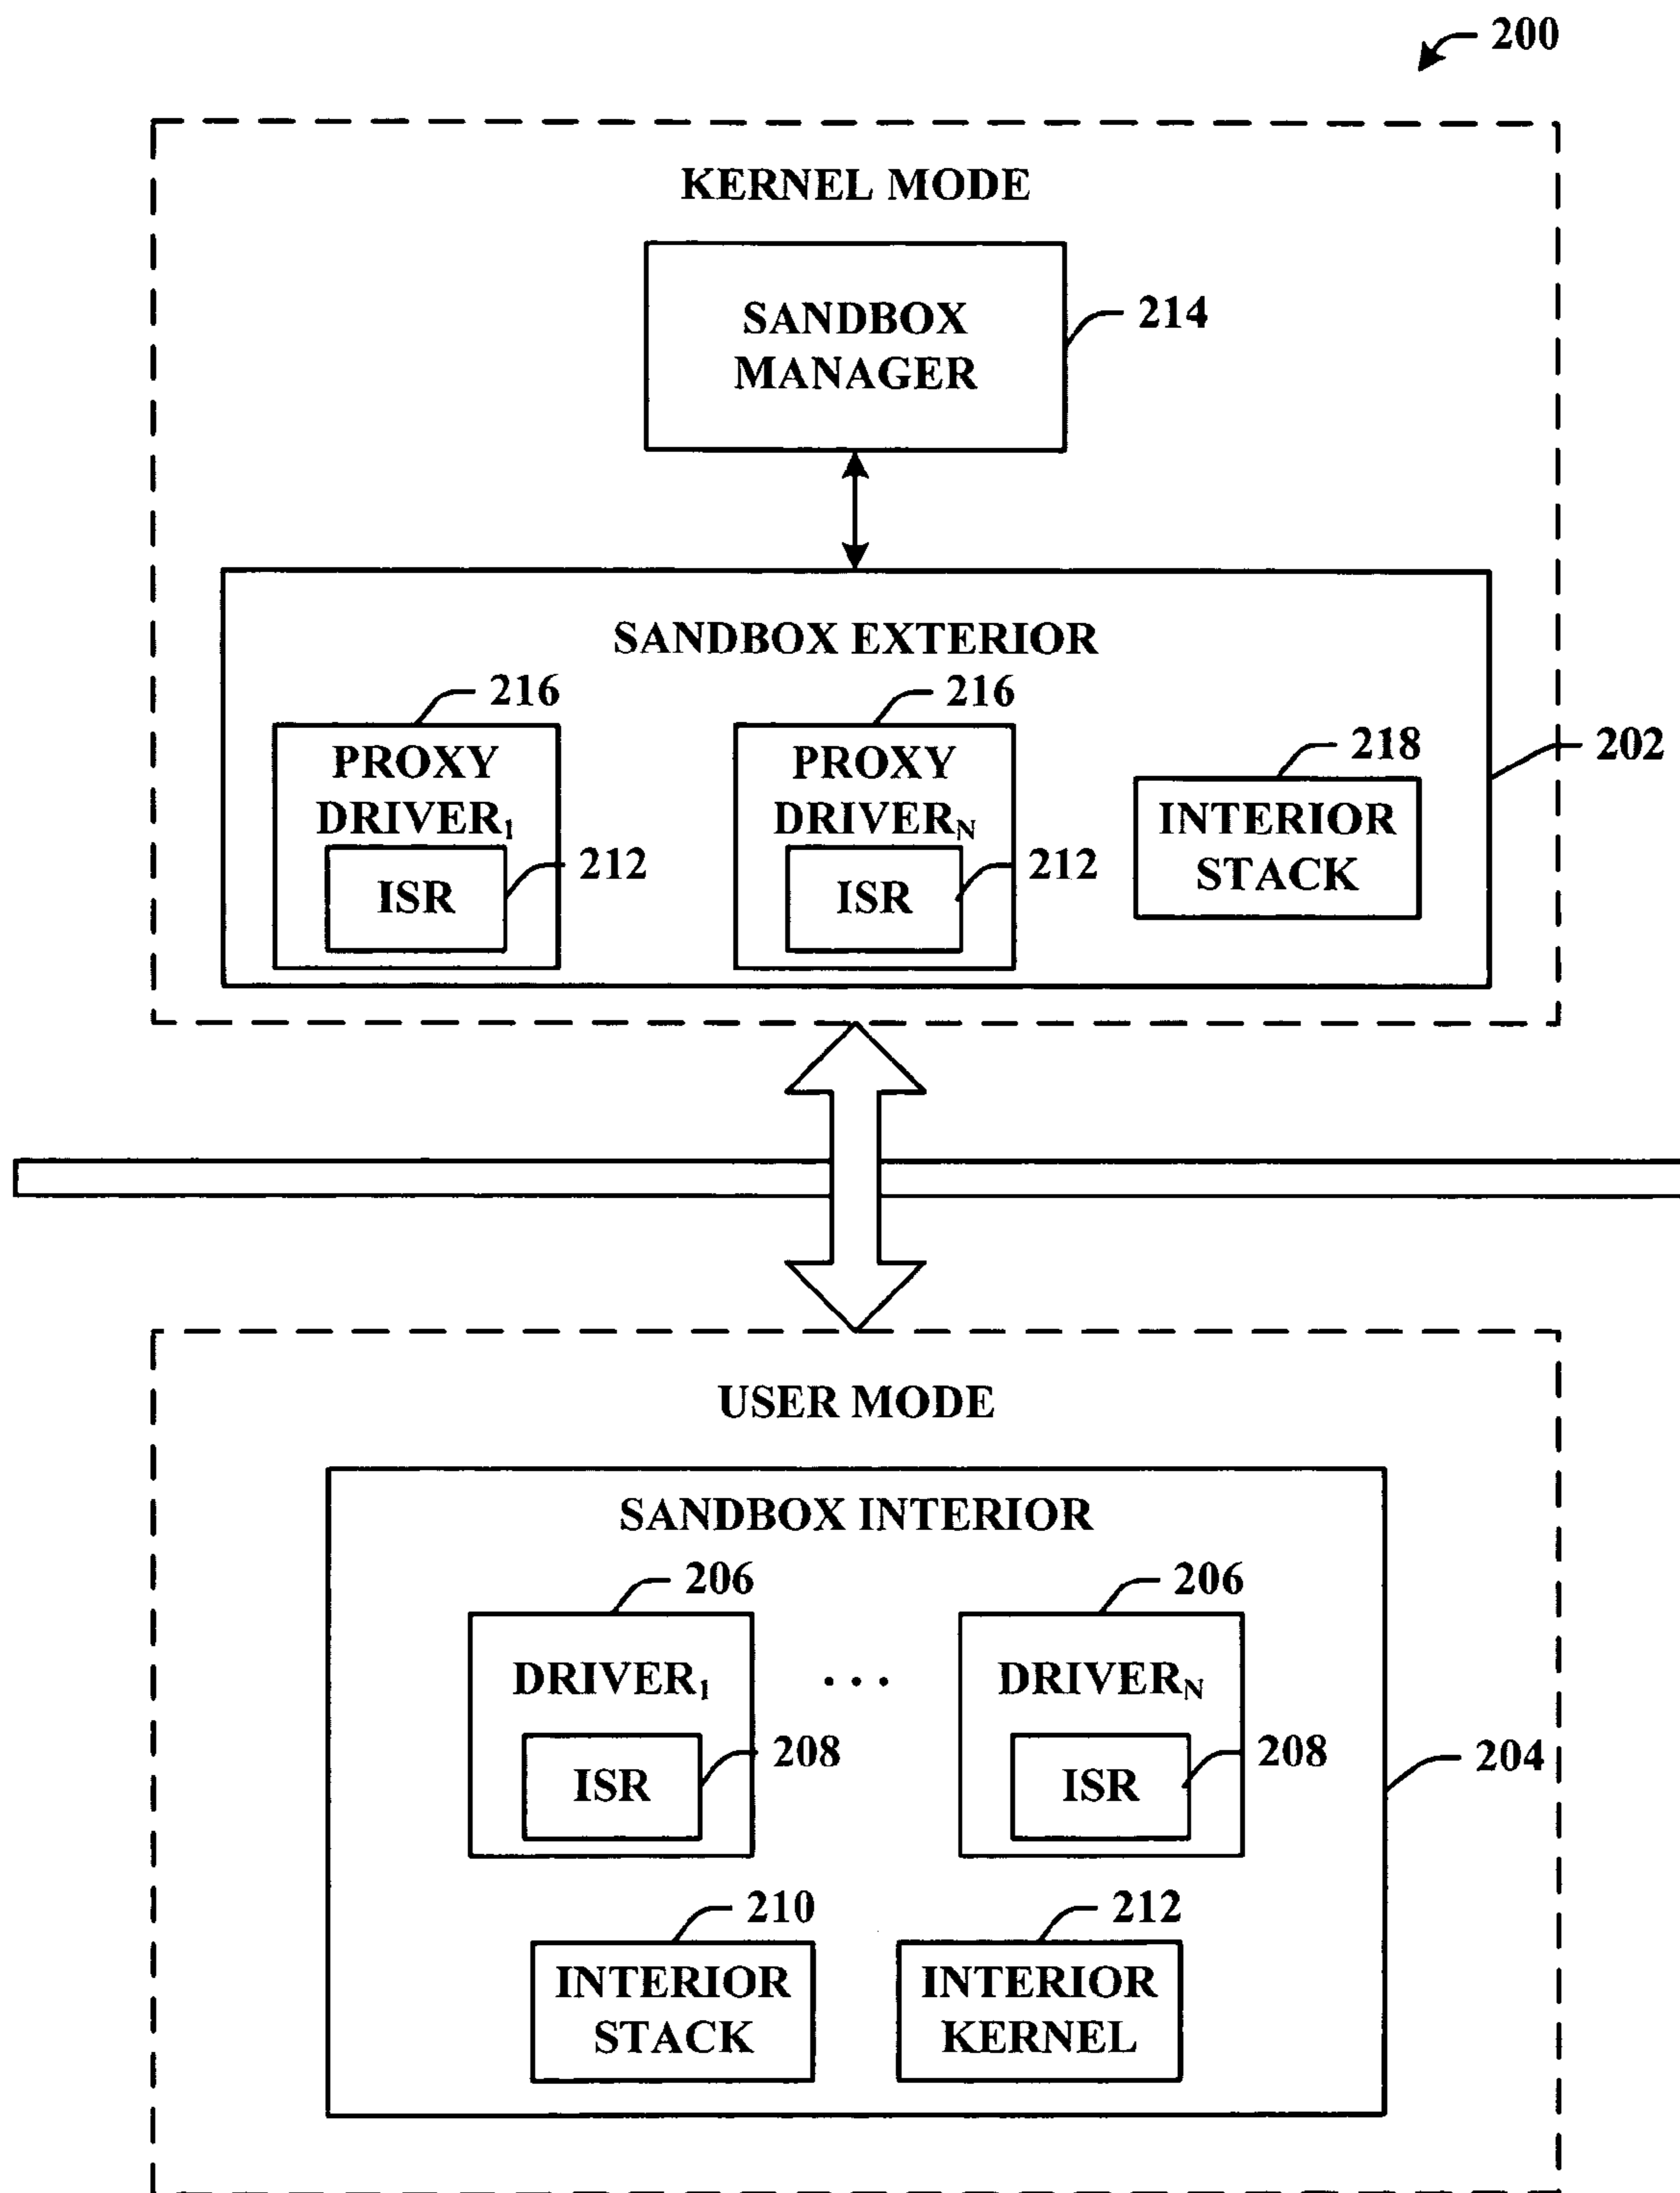 200
KERNEL MODE
SANDBOX
MANAGER
214
SANDBOX EXTERIOR
216
PROXY
DRIVER₁
ISR
212
216
PROXY
DRIVER_N
ISR
212
218
INTERIOR
STACK
202
USER MODE
SANDBOX INTERIOR
206
DRIVER₁
ISR
208
...
206
DRIVER_N
ISR
208
204
210
INTERIOR
STACK
212
INTERIOR
KERNEL